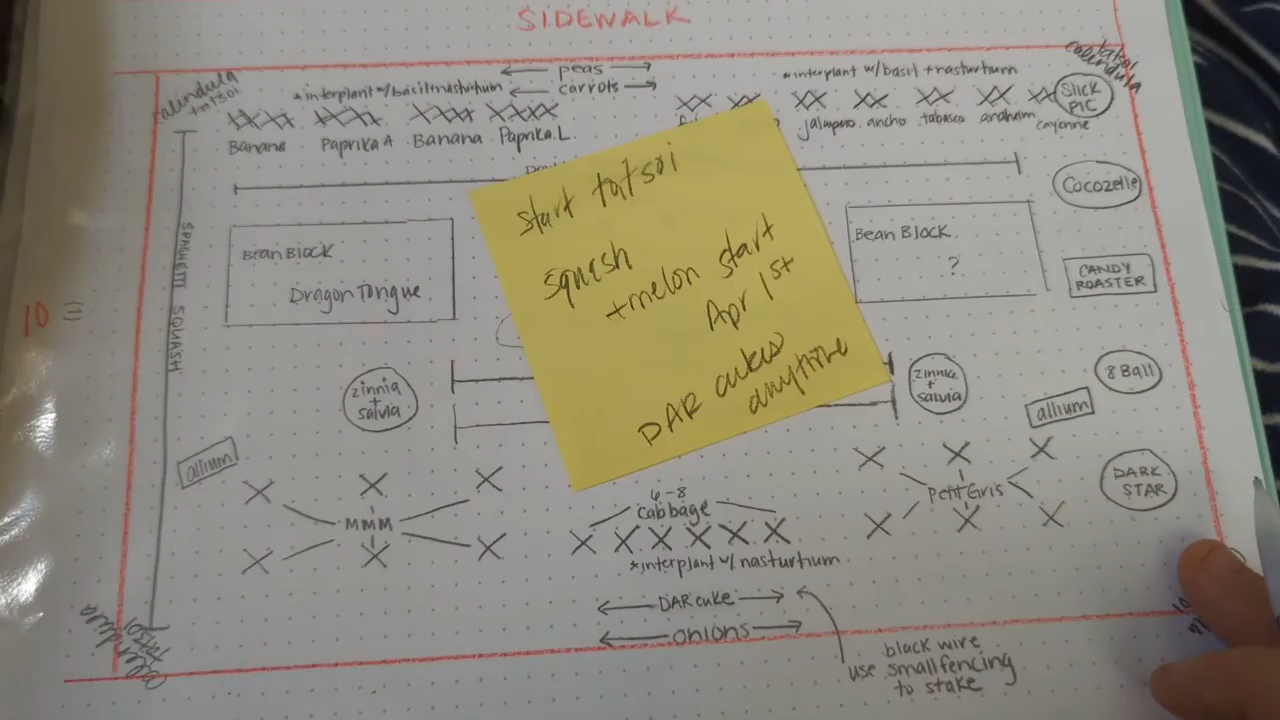 SIDEWALK
calindula
tatsoi
tatsoi
calindula
peas
carrots
*interplant w/basil+nasturtium
*interplant w/ basil + nasturtium
SLICK
PIC
Banana
Paprika A
Banana
Paprika L.
jalapeno
ancho
tabasco
anaham
cayenne
Cocozelle
SPAGHETTI SQUASH
Bean Block
Dragon Tongue
start tatsoi
squash
+melon start
Apr 1st
DAR cukes
anytime
Bean Block
?
CANDY
ROASTER
10
zinnia
+
salvia
zinnia
+
salvia
8 Ball
allium
allium
DARK
STAR
MMM
6-8
cabbage
*interplant w/ nasturtium
Petit Gris
DAR cuke
onions
black wire
use small fencing
to stake
calendula
tatsoi